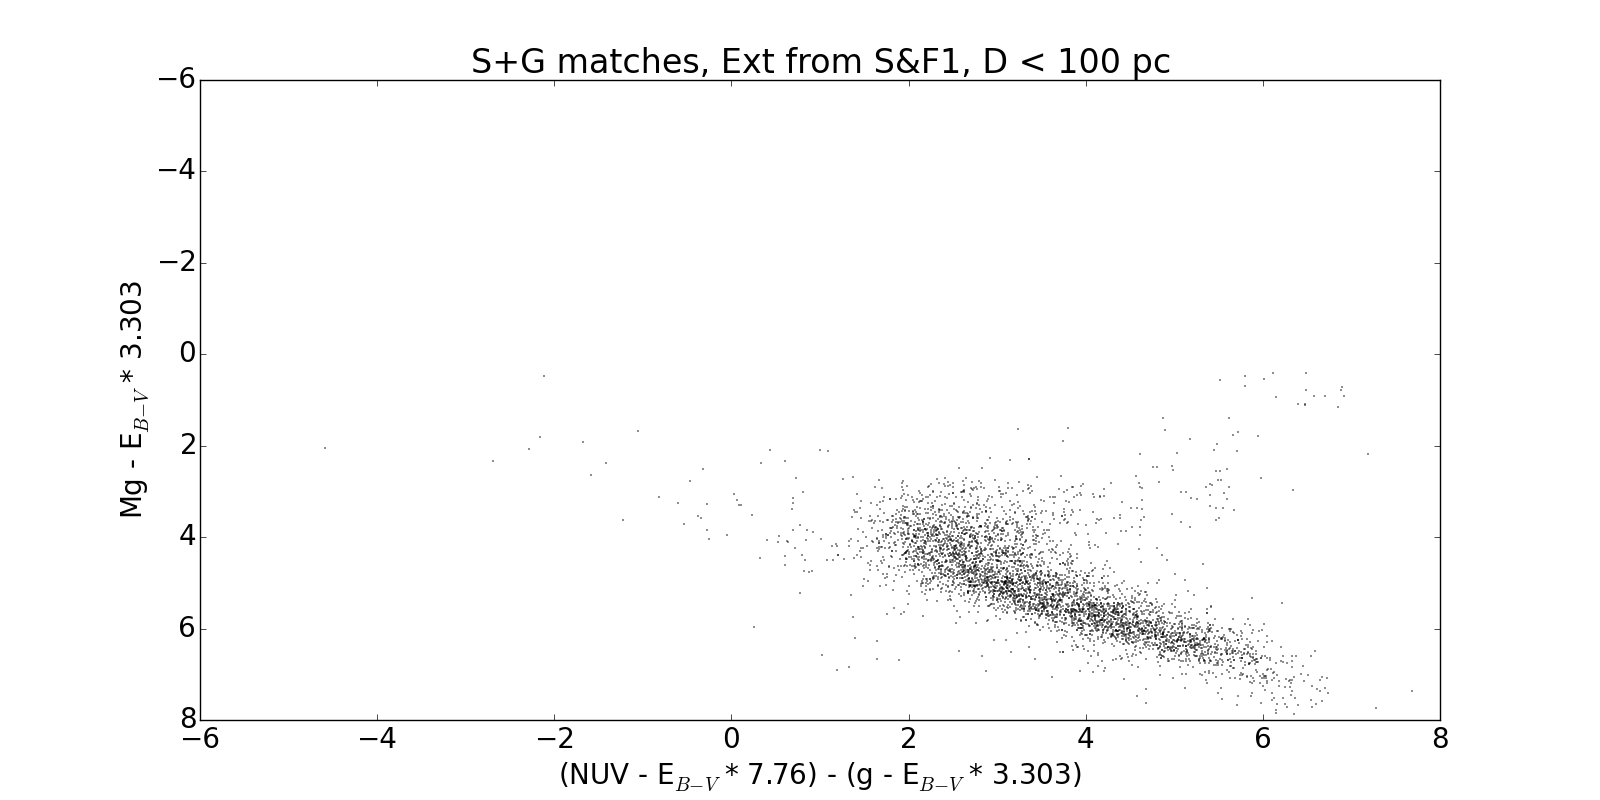 S+G matches, Ext from S&F1, D < 100 pc
−6
−4
−2
0
2
4
6
8
Mg - E_{B−V} * 3.303
−6 −4 −2 0 2 4 6 8
(NUV - E_{B−V} * 7.76) - (g - E_{B−V} * 3.303)